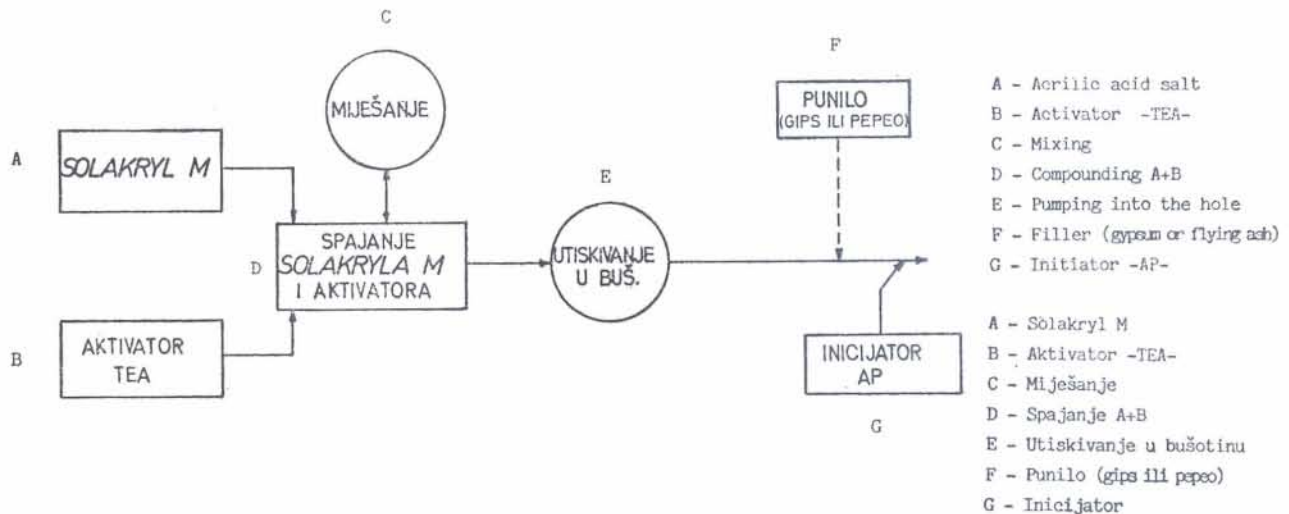 C
MIJEŠANJE
A
SOLAKRYL M
D
SPAJANJE
SOLAKRYLA M
I AKTIVATORA
B
AKTIVATOR
TEA
E
UTISKIVANJE
U BUŠ.
F
PUNILO
(GIPS ILI PEPEO)
INICIJATOR
AP
G
A - Acrilic acid salt
B - Activator -TEA-
C - Mixing
D - Compounding A+B
E - Pumping into the hole
F - Filler (gypsum or flying ash)
G - Initiator -AP-
A - Solakryl M
B - Aktivator -TEA-
C - Miješanje
D - Spajanje A+B
E - Utiskivanje u bušotinu
F - Punilo (gips ili pepeo)
G - Inicijator